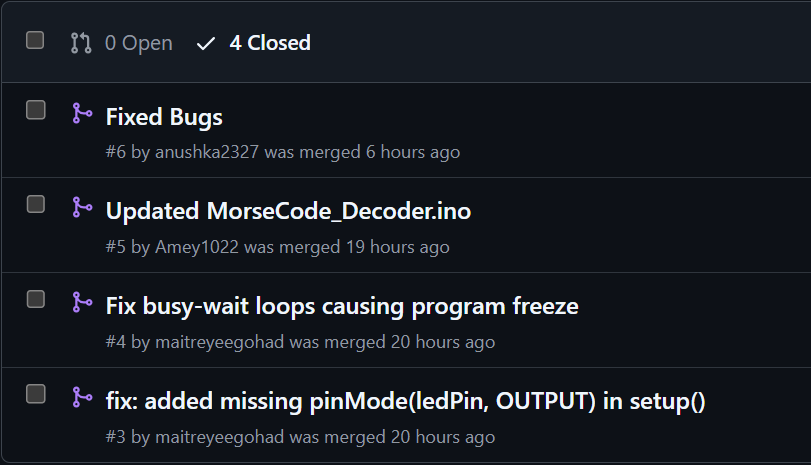 0 Open 4 Closed
Fixed Bugs
#6 by anushka2327 was merged 6 hours ago
Updated MorseCode_Decoder.ino
#5 by Amey1022 was merged 19 hours ago
Fix busy-wait loops causing program freeze
#4 by maitreyeegohad was merged 20 hours ago
fix: added missing pinMode(ledPin, OUTPUT) in setup()
#3 by maitreyeegohad was merged 20 hours ago